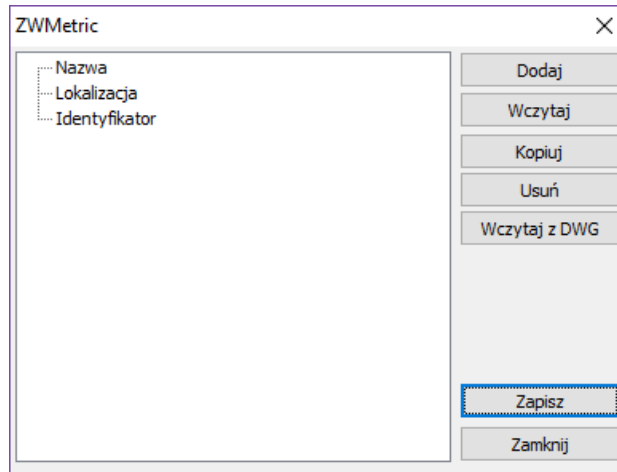 ZWMetric
Nazwa
Lokalizacja
Identyfikator
Dodaj
Wczytaj
Kopiuj
Usuń
Wczytaj z DWG
Zapisz
Zamknij